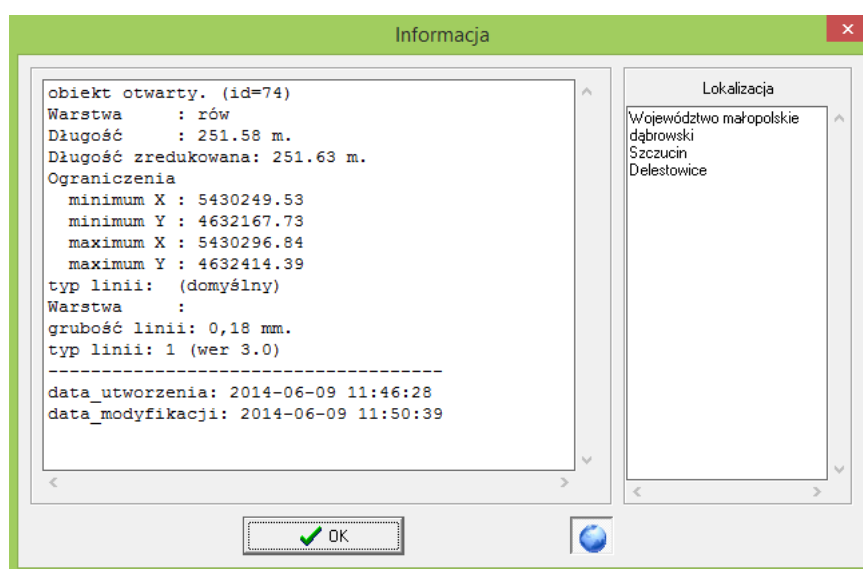 Informacja
obiekt otwarty. (id=74)
Warstwa : rów
Długość : 251.58 m.
Długość zredukowana: 251.63 m.
Ograniczenia
minimum X : 5430249.53
minimum Y : 4632167.73
maximum X : 5430296.84
maximum Y : 4632414.39
typ linii: (domyślny)
Warstwa :
grubość linii: 0,18 mm.
typ linii: 1 (wer 3.0)
--------------------------------------
data_utworzenia: 2014-06-09 11:46:28
data_modyfikacji: 2014-06-09 11:50:39
Lokalizacja
Województwo małopolskie
dąbrowski
Szczucin
Delestowice
OK